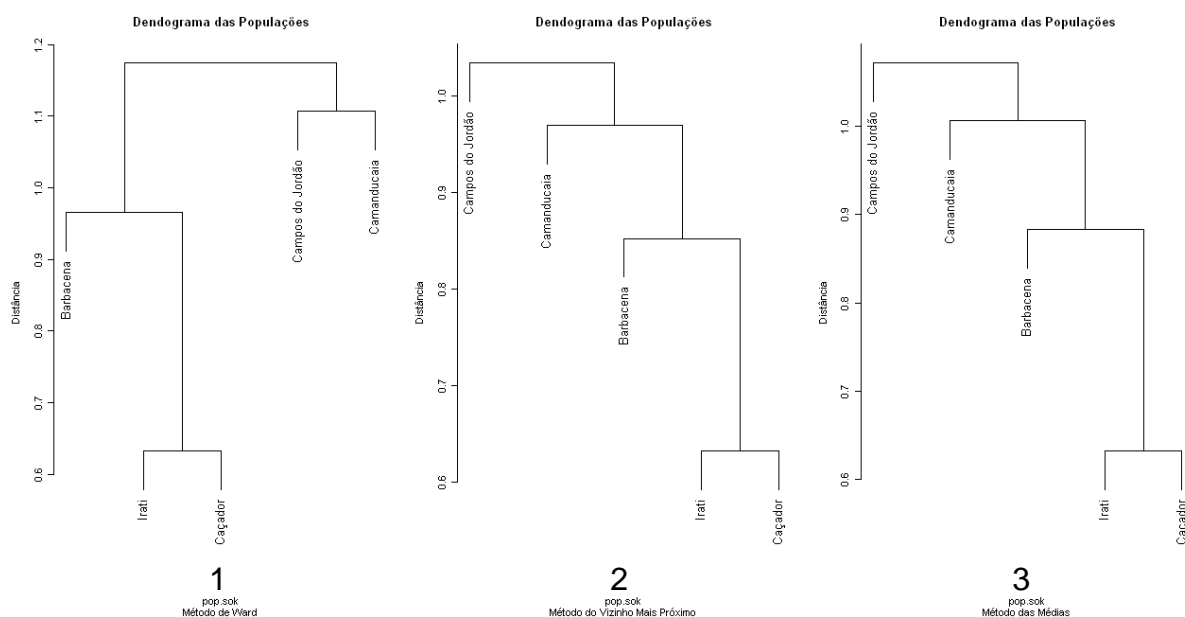 Dendograma das Populações
Distância
1.2
1.1
1.0
0.9
0.8
0.7
0.6
Barbacena
Irati
Caçador
Campos do Jordão
Camanducaia
1
pop.sok
Método de Ward
Dendograma das Populações
Distância
1.0
0.9
0.8
0.7
0.6
Campos do Jordão
Camanducaia
Barbacena
Irati
Caçador
2
pop.sok
Método do Vizinho Mais Próximo
Dendograma das Populações
Distância
1.0
0.9
0.8
0.7
0.6
Campos do Jordão
Camanducaia
Barbacena
Irati
Caçador
3
pop.sok
Método das Médias